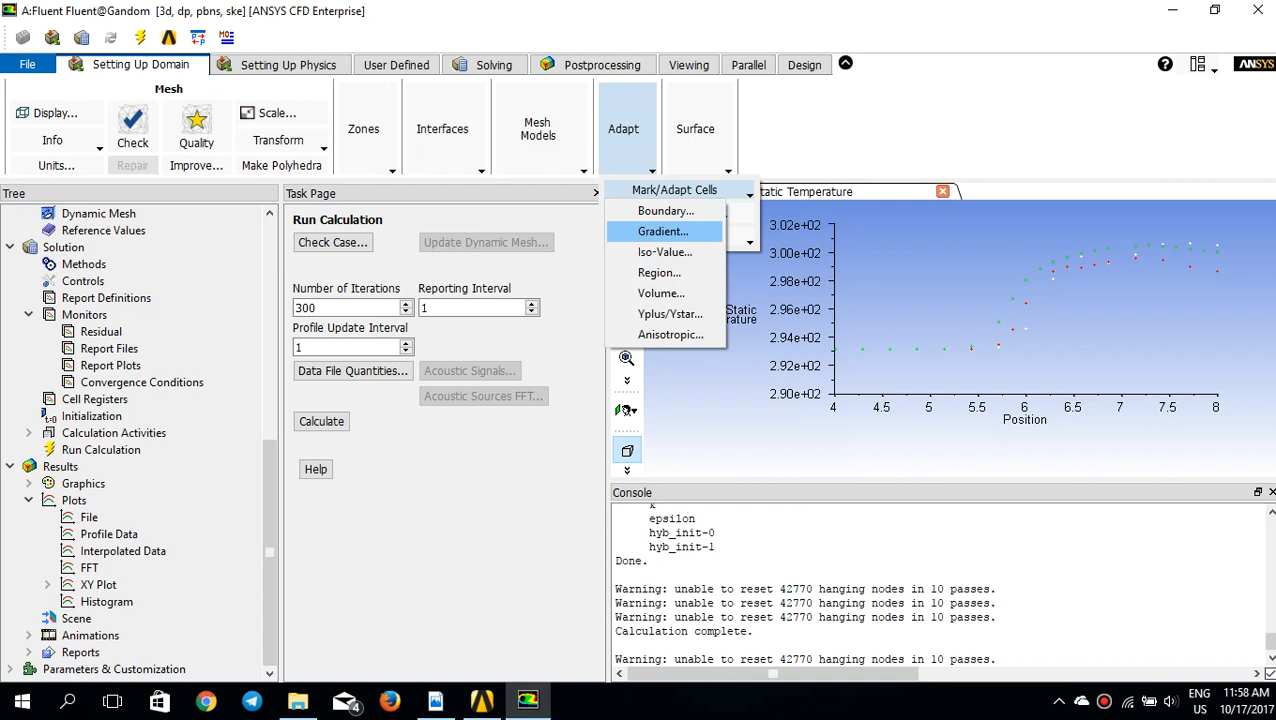 A:Fluent Fluent@Gandom [3d, dp, pbns, ske] [ANSYS CFD Enterprise]
File
Setting Up Domain
Setting Up Physics
User Defined
Solving
Postprocessing
Viewing
Parallel
Design
ANSYS
Mesh
Display...
Scale...
Info
Check
Quality
Transform
Units...
Repair
Improve...
Make Polyhedra
Zones
Interfaces
Mesh Models
Adapt
Surface
Mark/Adapt Cells
Boundary...
Gradient...
Iso-Value...
Region...
Volume...
Yplus/Ystar...
Anisotropic...
Tree
Dynamic Mesh
Reference Values
Solution
Methods
Controls
Report Definitions
Monitors
Residual
Report Files
Report Plots
Convergence Conditions
Cell Registers
Initialization
Calculation Activities
Run Calculation
Results
Graphics
Plots
File
Profile Data
Interpolated Data
FFT
XY Plot
Histogram
Scene
Animations
Reports
Parameters & Customization
Task Page
Run Calculation
Check Case...
Update Dynamic Mesh...
Number of Iterations
Reporting Interval
300
1
Profile Update Interval
1
Data File Quantities...
Acoustic Signals...
Acoustic Sources FFT...
Calculate
Help
tatic Temperature
3.02e+02
3.00e+02
2.98e+02
2.96e+02
2.94e+02
2.92e+02
2.90e+02
Static
erature
4 4.5 5 5.5 6 6.5 7 7.5 8
Position
Console
k
epsilon
hyb_init-0
hyb_init-1
Done.
Warning: unable to reset 42770 hanging nodes in 10 passes.
Warning: unable to reset 42770 hanging nodes in 10 passes.
Warning: unable to reset 42770 hanging nodes in 10 passes.
Calculation complete.
Warning: unable to reset 42770 hanging nodes in 10 passes.
4
ENG
US
11:58 AM
10/17/2017